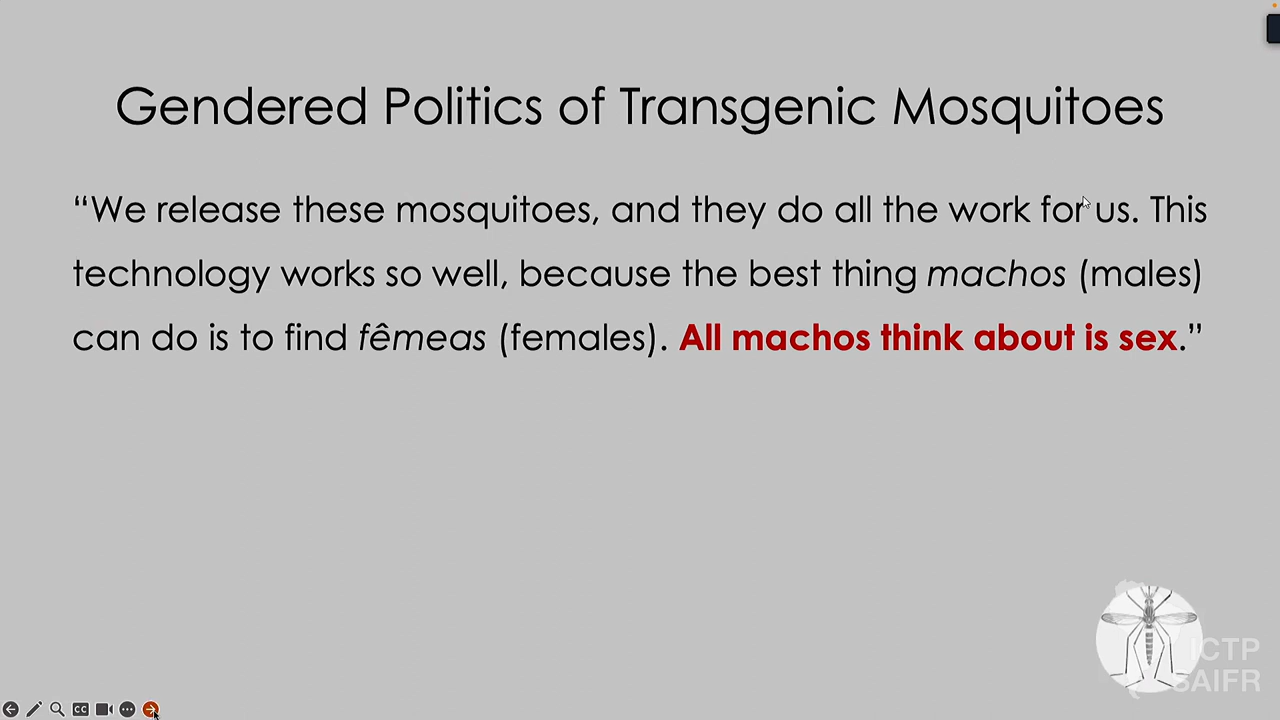 Gendered Politics of Transgenic Mosquitoes
“We release these mosquitoes, and they do all the work for us. This
technology works so well, because the best thing machos (males)
can do is to find fêmeas (females). All machos think about is sex.”
ICTP
SAIFR
CC